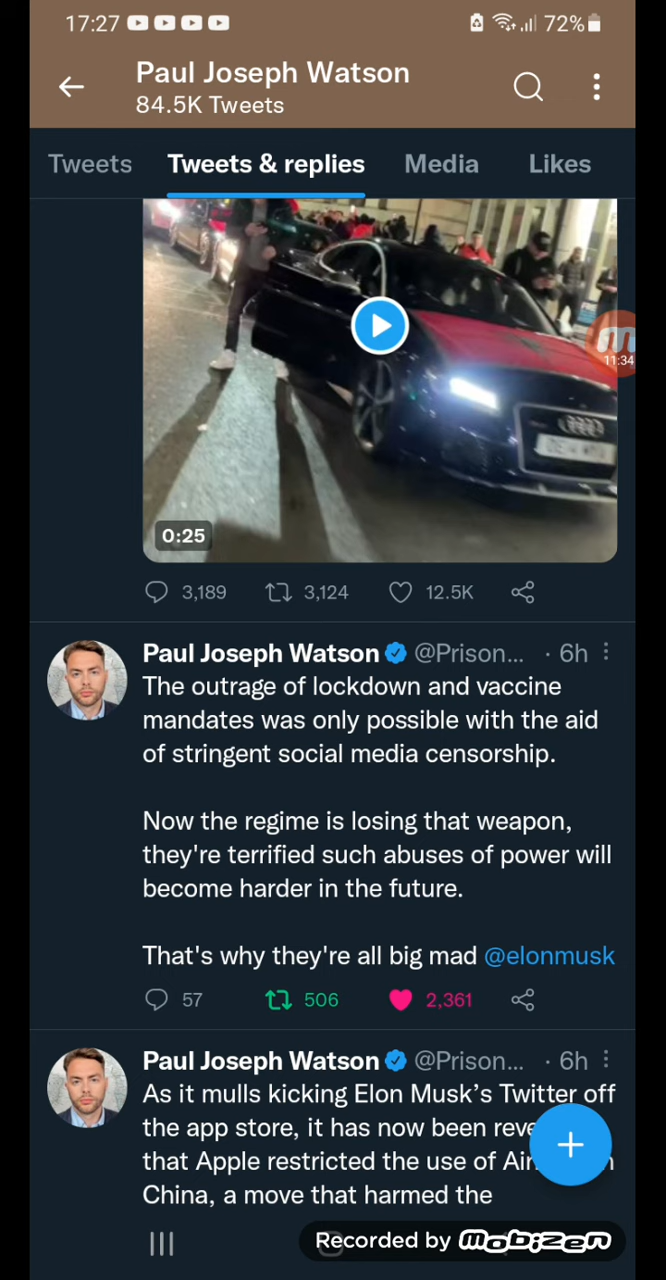 17:27
72%
Paul Joseph Watson
84.5K Tweets
Tweets
Tweets & replies
Media
Likes
11:34
0:25
3,189
3,124
12.5K
Paul Joseph Watson @Prison... · 6h
The outrage of lockdown and vaccine
mandates was only possible with the aid
of stringent social media censorship.
Now the regime is losing that weapon,
they're terrified such abuses of power will
become harder in the future.
That's why they're all big mad @elonmusk
57
506
2,361
Paul Joseph Watson @Prison... · 6h
As it mulls kicking Elon Musk's Twitter off
the app store, it has now been reve
that Apple restricted the use of Air
China, a move that harmed the
Recorded by mobizen